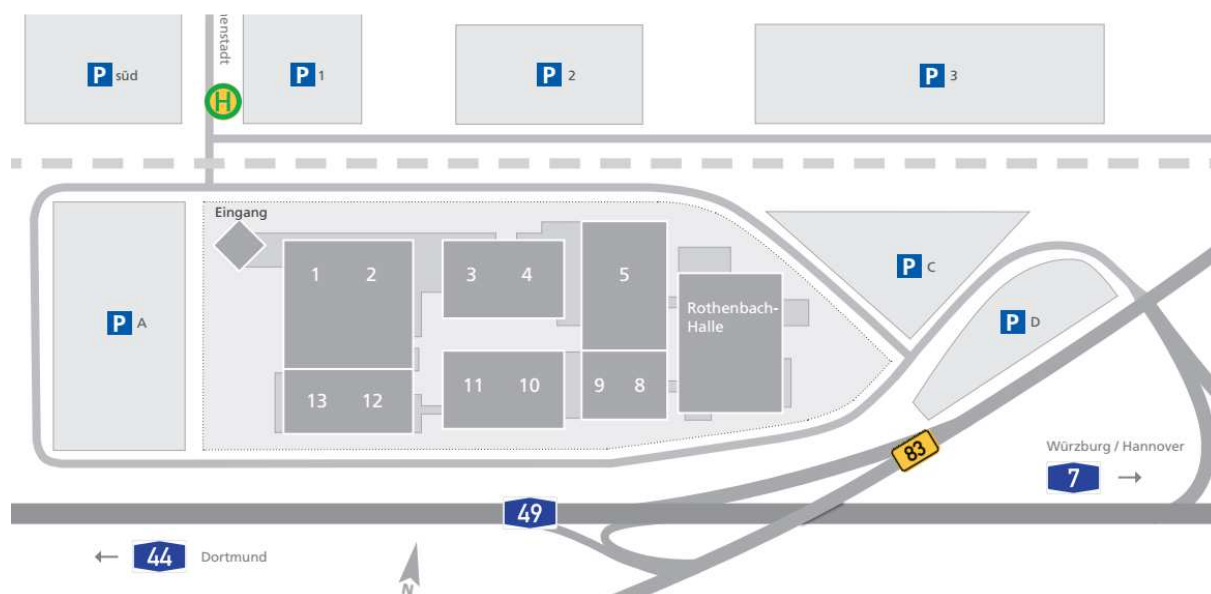 enstadt
P süd
P 1
P 2
P 3
H
Eingang
1 2
3 4
5
Rothenbach-
Halle
P A
P C
P D
13 12
11 10
9 8
83
Würzburg / Hannover
7
49
44 Dortmund
N